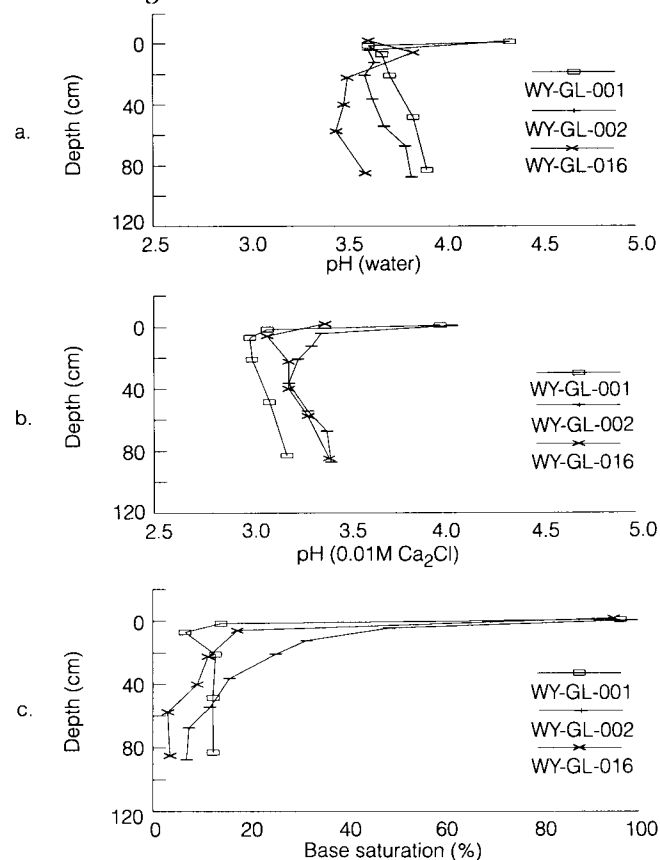 a.
Depth (cm)
0
40
80
120
2.5 3.0 3.5 4.0 4.5 5.0
pH (water)
WY-GL-001
WY-GL-002
WY-GL-016
b.
Depth (cm)
0
40
80
120
2.5 3.0 3.5 4.0 4.5 5.0
pH (0.01M Ca₂Cl)
WY-GL-001
WY-GL-002
WY-GL-016
c.
Depth (cm)
0
40
80
120
0 20 40 60 80 100
Base saturation (%)
WY-GL-001
WY-GL-002
WY-GL-016